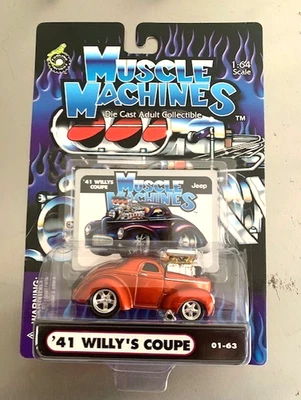 1:64
Scale
MUSCLE
MACHINES
Die Cast Adult Collectible
TM
'41 WILLYS
COUPE
MUSCLE
MACHINES
Jeep
WARNING:
'41 WILLY'S COUPE
01-63